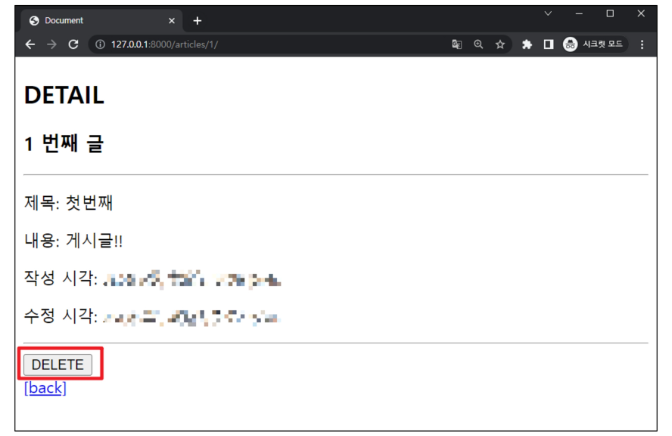 Document
127.0.0.1:8000/articles/1/
시크릿 모드
DETAIL
1 번째 글
제목: 첫번째
내용: 게시글!!
작성 시각:
수정 시각:
DELETE
[back]